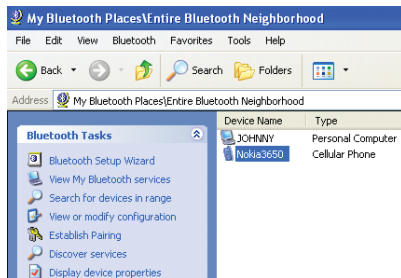 My Bluetooth Places\Entire Bluetooth Neighborhood
File Edit View Bluetooth Favorites Tools Help
Back Search Folders
Address My Bluetooth Places\Entire Bluetooth Neighborhood
Bluetooth Tasks
Bluetooth Setup Wizard
View My Bluetooth services
Search for devices in range
View or modify configuration
Establish Pairing
Discover services
Display device properties
Device Name Type
JOHNNY Personal Computer
Nokia3650 Cellular Phone